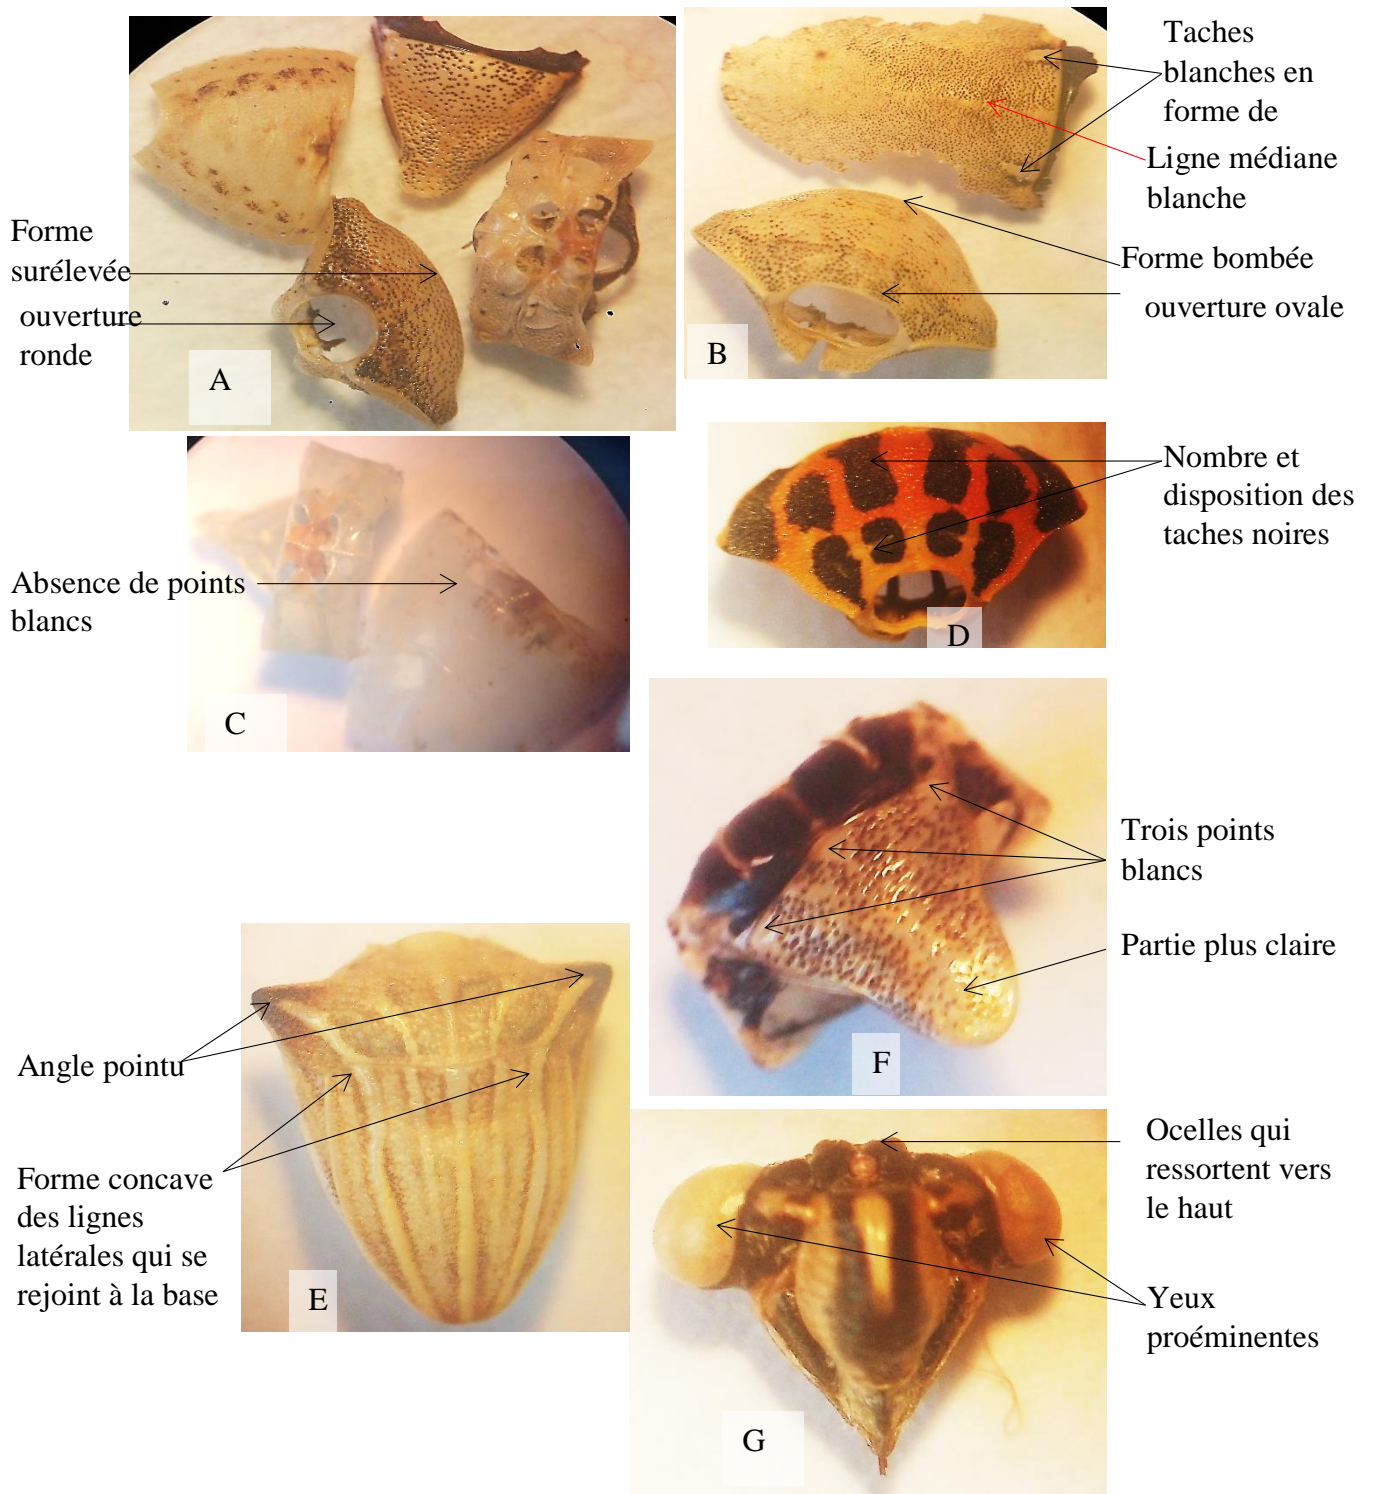 Taches
blanches en
forme de
Ligne médiane
blanche
Forme
surélevée
ouverture
ronde
Forme bombée
ouverture ovale
A
B
Nombre et
disposition des
taches noires
Absence de points
blancs
D
C
Trois points
blancs
Partie plus claire
Angle pointu
F
Forme concave
des lignes
latérales qui se
rejoint à la base
E
Ocelles qui
ressortent vers
le haut
Yeux
proéminentes
G